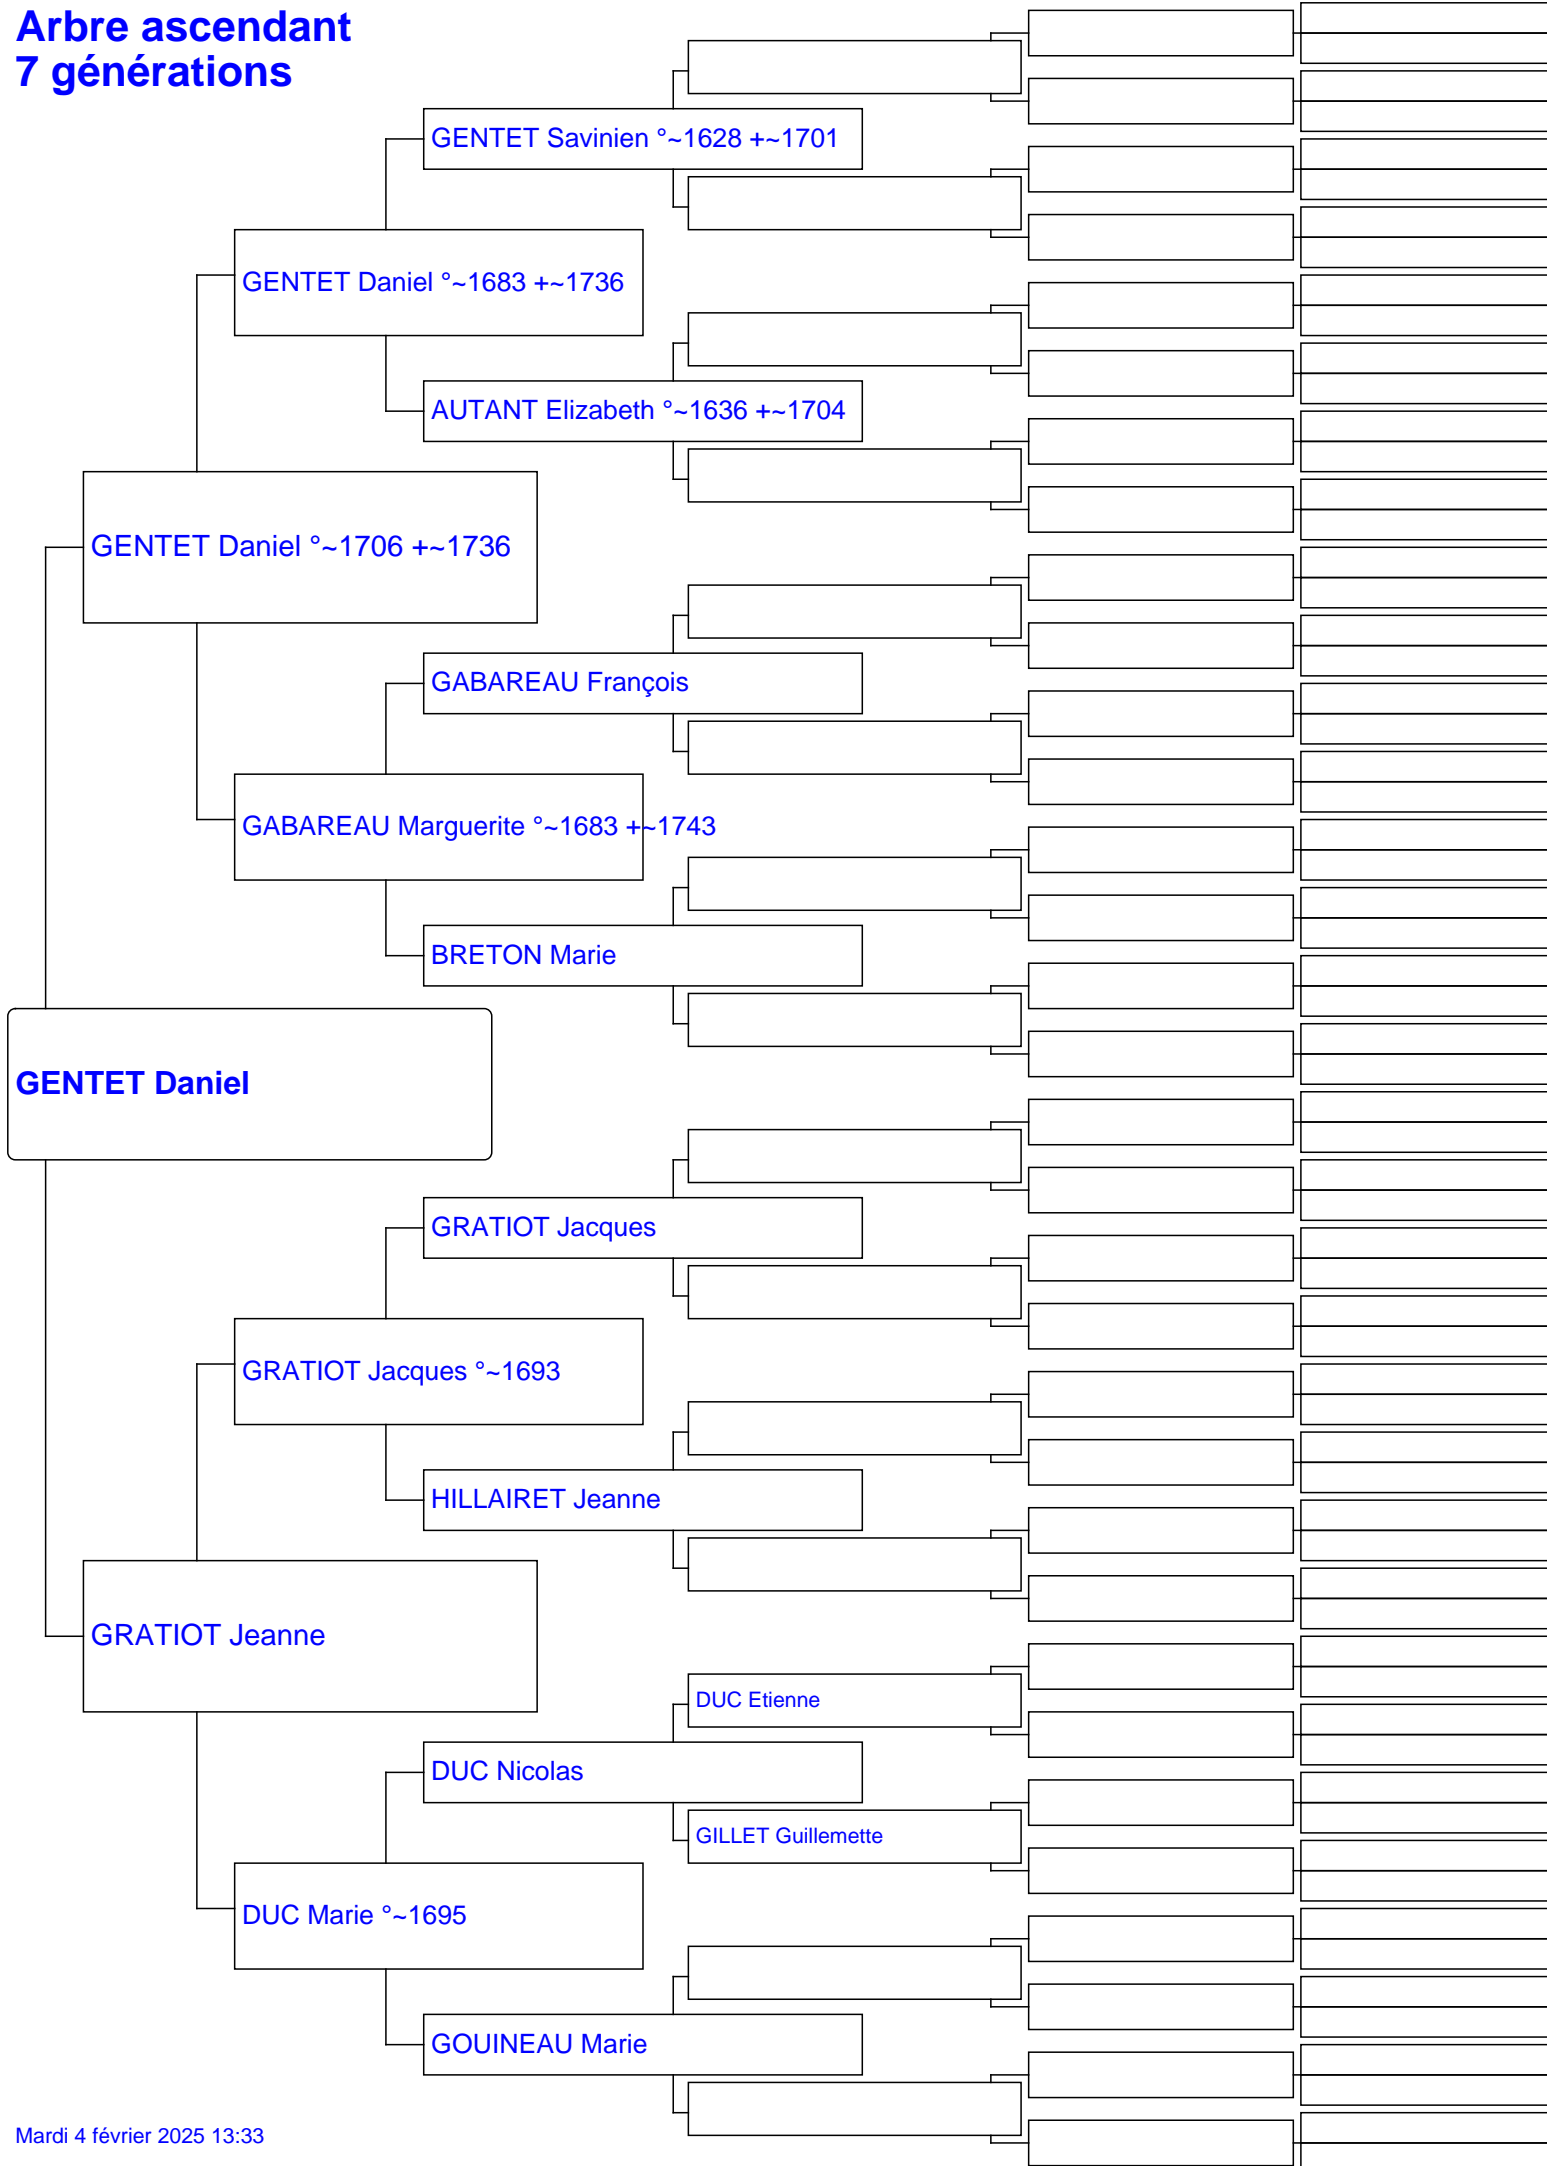 Arbre ascendant
7 générations
GENTET Savinien °~1628 +~1701
GENTET Daniel °~1683 +~1736
AUTANT Elizabeth °~1636 +~1704
GENTET Daniel °~1706 +~1736
GABAREAU François
GABAREAU Marguerite °~1683 +~1743
BRETON Marie
GENTET Daniel
GRATIOT Jacques
GRATIOT Jacques °~1693
HILLAIRET Jeanne
GRATIOT Jeanne
DUC Etienne
DUC Nicolas
GILLET Guillemette
DUC Marie °~1695
GOUINEAU Marie
Mardi 4 février 2025 13:33